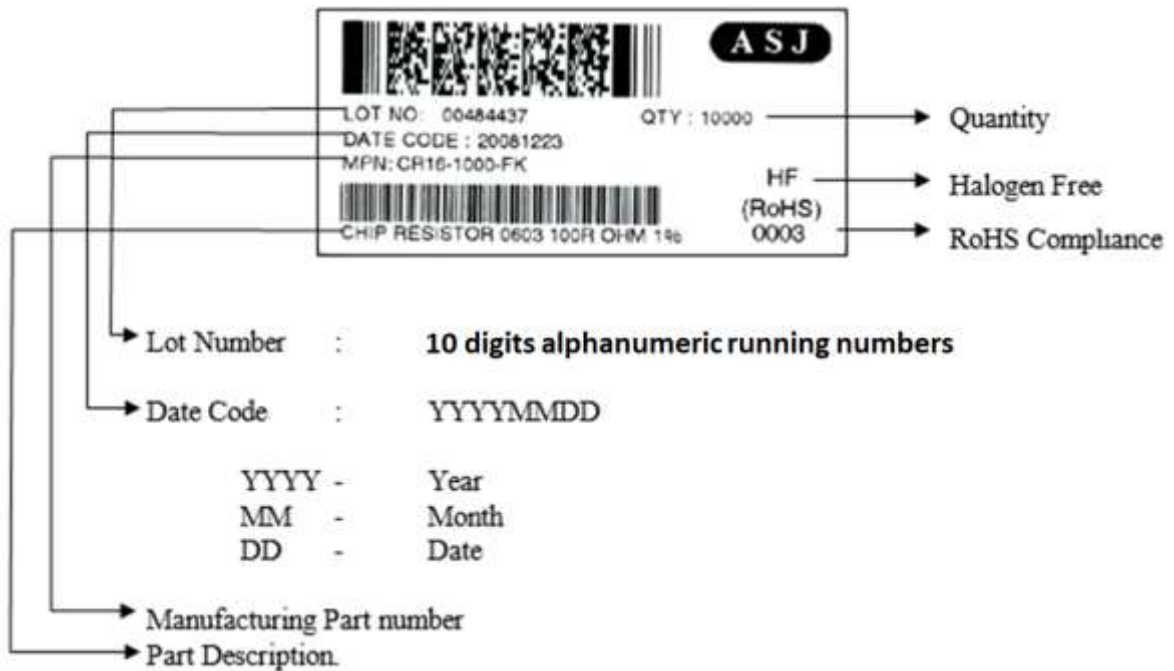 ASJ
LOT NO: 00484437 QTY : 10000
DATE CODE : 20081223
MPN: CR16-1000-FK
HF
(RoHS)
CHIP RESISTOR 0603 100R OHM 1% 0003
Quantity
Halogen Free
RoHS Compliance
Lot Number : 10 digits alphanumeric running numbers
Date Code : YYYYMMDD
YYYY - Year
MM - Month
DD - Date
Manufacturing Part number
Part Description.